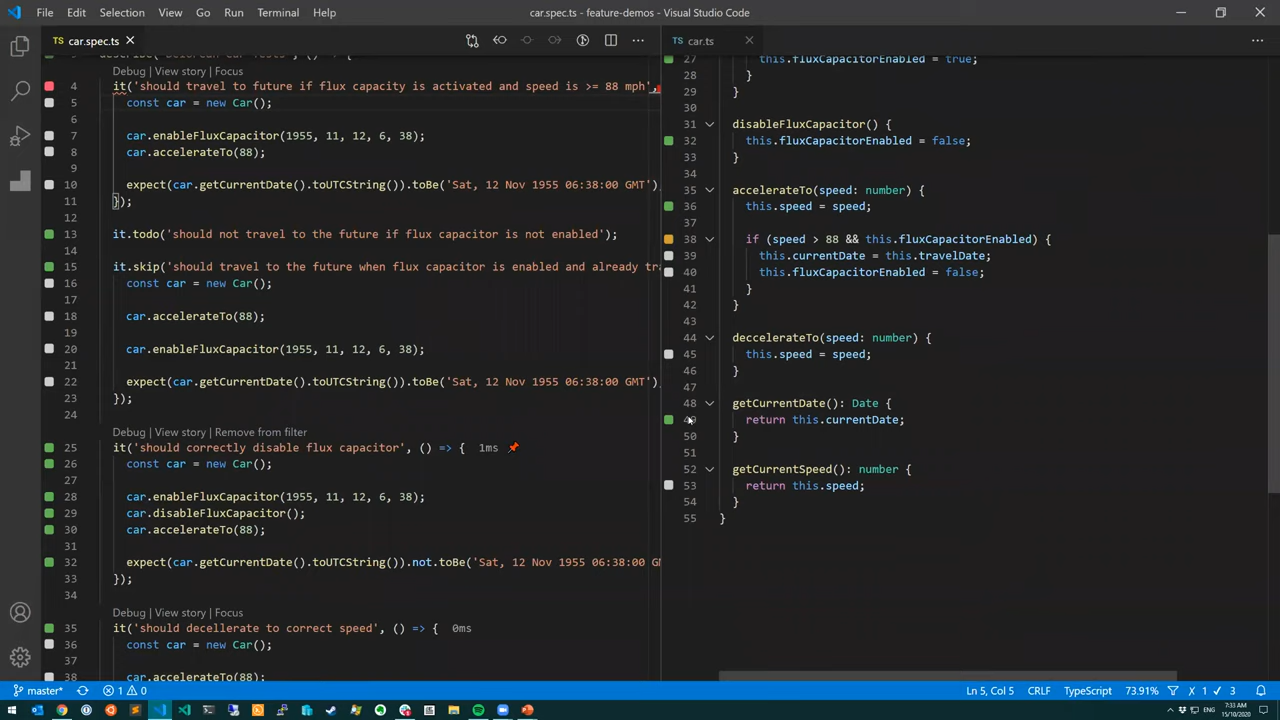 File Edit Selection View Go Run Terminal Help
car.spec.ts - feature-demos - Visual Studio Code
TS car.spec.ts
Debug | View story | Focus
4 it('should travel to future if flux capacity is activated and speed is >= 88 mph',
5 const car = new Car();
6
7 car.enableFluxCapacitor(1955, 11, 12, 6, 38);
8 car.accelerateTo(88);
9
10 expect(car.getCurrentDate().toUTCString()).toBe('Sat, 12 Nov 1955 06:38:00 GMT')
11 });
12
13 it.todo('should not travel to the future if flux capacitor is not enabled');
14
15 it.skip('should travel to the future when flux capacitor is enabled and already tr
16 const car = new Car();
17
18 car.accelerateTo(88);
19
20 car.enableFluxCapacitor(1955, 11, 12, 6, 38);
21
22 expect(car.getCurrentDate().toUTCString()).toBe('Sat, 12 Nov 1955 06:38:00 GMT')
23 });
24
Debug | View story | Remove from filter
25 it('should correctly disable flux capacitor', () => { 1ms
26 const car = new Car();
27
28 car.enableFluxCapacitor(1955, 11, 12, 6, 38);
29 car.disableFluxCapacitor();
30 car.accelerateTo(88);
31
32 expect(car.getCurrentDate().toUTCString()).not.toBe('Sat, 12 Nov 1955 06:38:00 GM
33 });
34
Debug | View story | Focus
35 it('should decellerate to correct speed', () => { 0ms
36 const car = new Car();
37
38 car.accelerateTo(88);
TS car.ts
27 this.fluxCapacitorEnabled = true;
28 }
29 }
30
31 disableFluxCapacitor() {
32 this.fluxCapacitorEnabled = false;
33 }
34
35 accelerateTo(speed: number) {
36 this.speed = speed;
37
38 if (speed > 88 && this.fluxCapacitorEnabled) {
39 this.currentDate = this.travelDate;
40 this.fluxCapacitorEnabled = false;
41 }
42 }
43
44 deccelerateTo(speed: number) {
45 this.speed = speed;
46 }
47
48 getCurrentDate(): Date {
49 return this.currentDate;
50 }
51
52 getCurrentSpeed(): number {
53 return this.speed;
54 }
55 }
master* 1 0
Ln 5, Col 5 CRLF TypeScript 73.91% X 1 ✓ 3
ENG 7:33 AM
15/10/2020